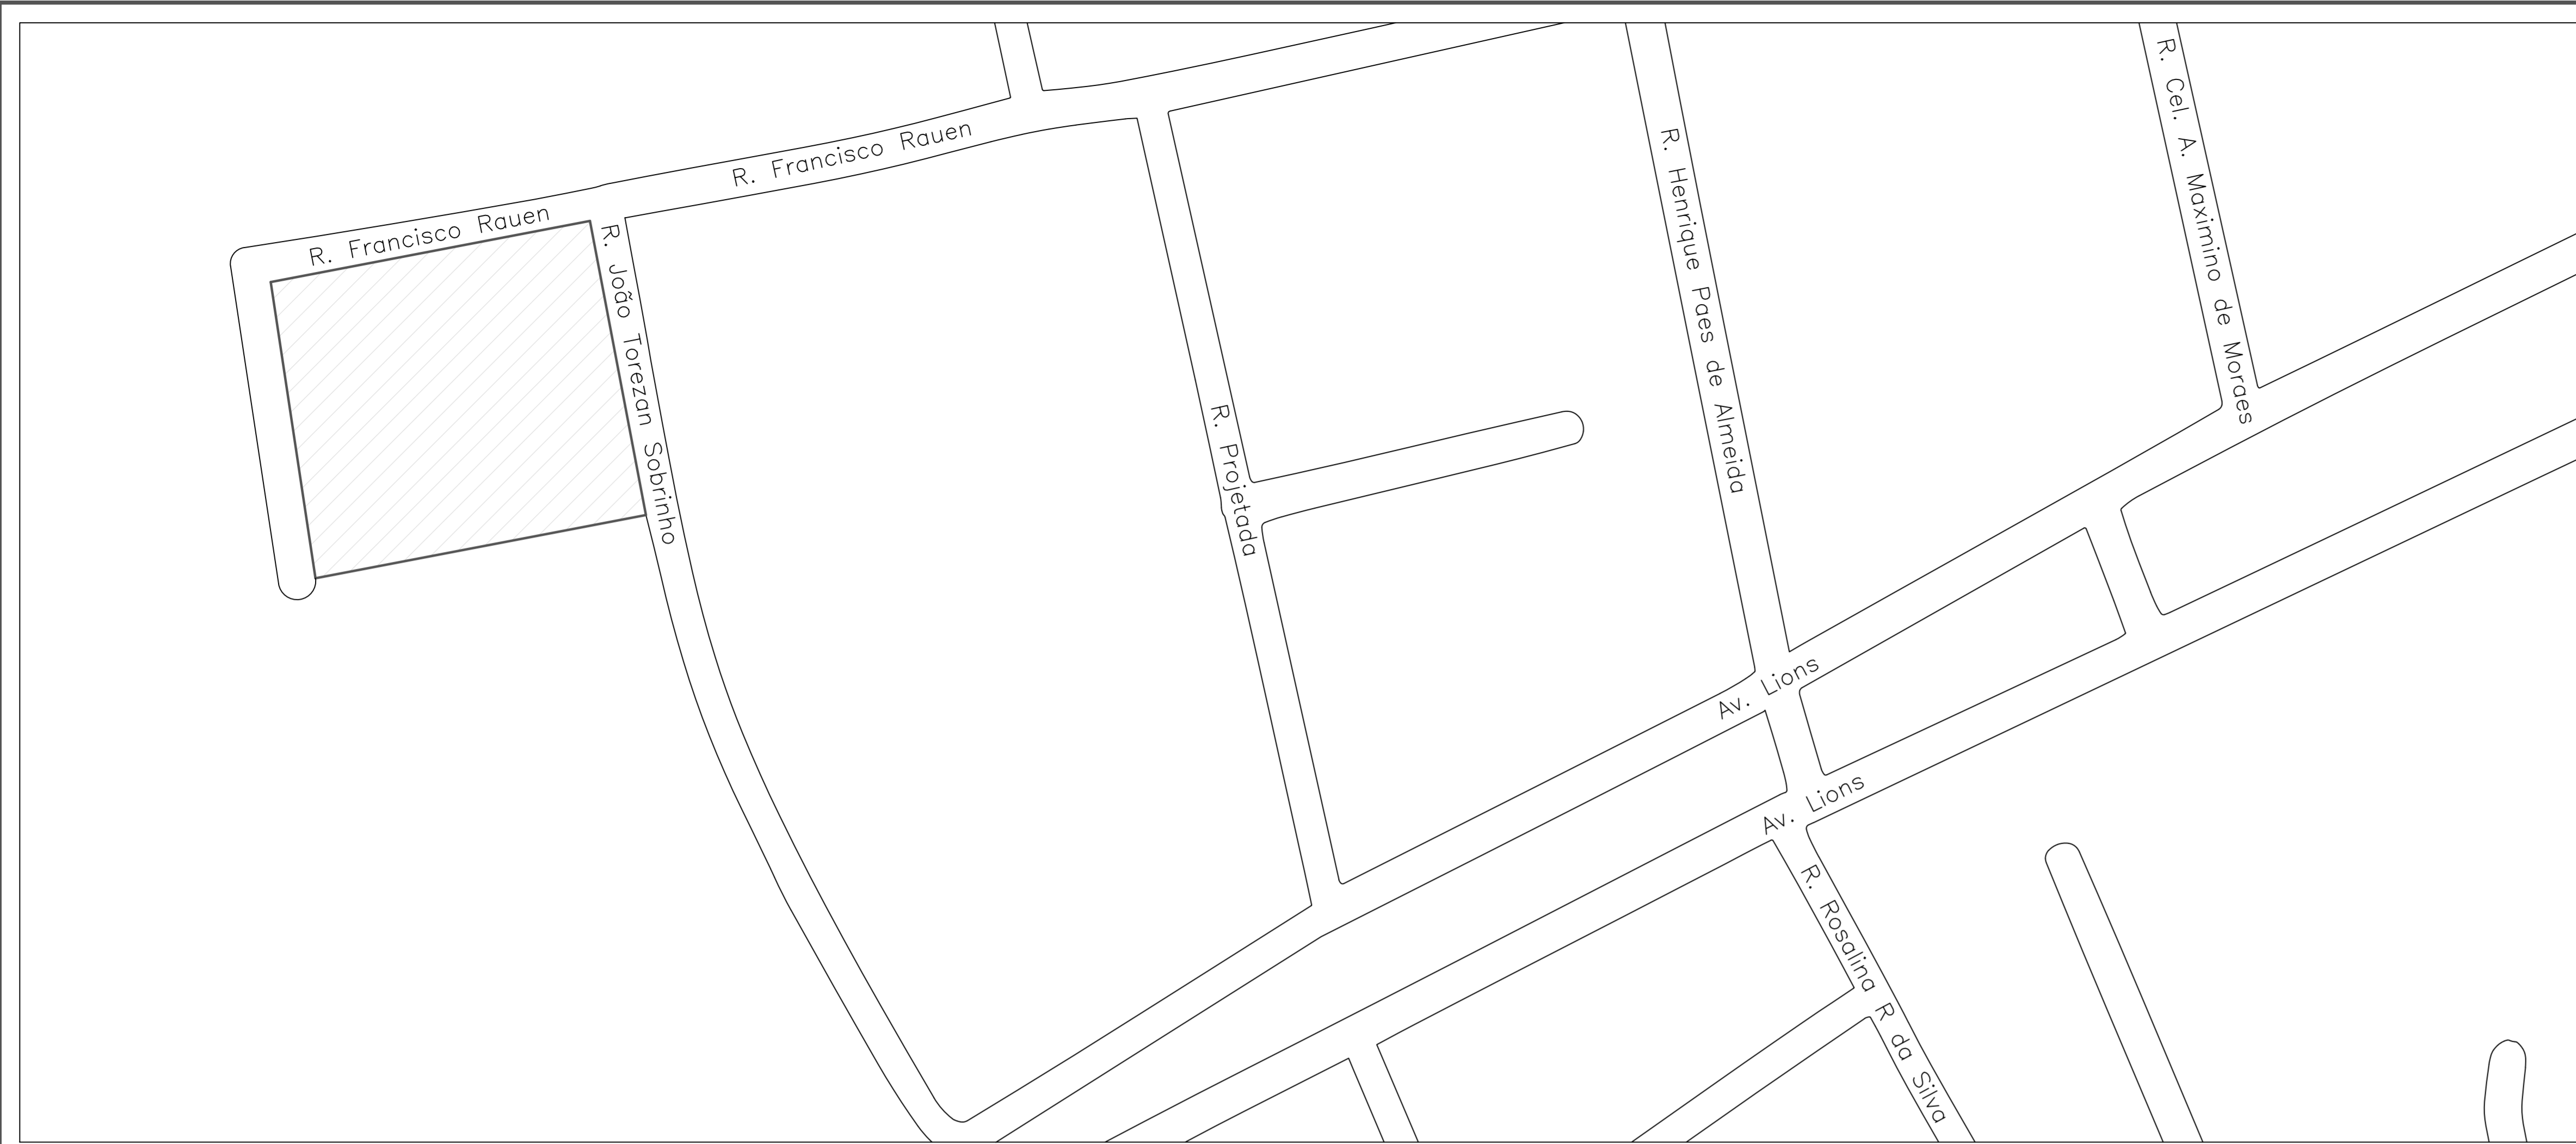 R. Cel. A. Maximino de Moraes
R. Francisco Rauen
R. Henrique Paes de Almeida
R. Francisco Rauen
R. João Torezan Sobrinho
R. Projetada
Av. Lions
Av. Lions
R. Rosalina R da Silva